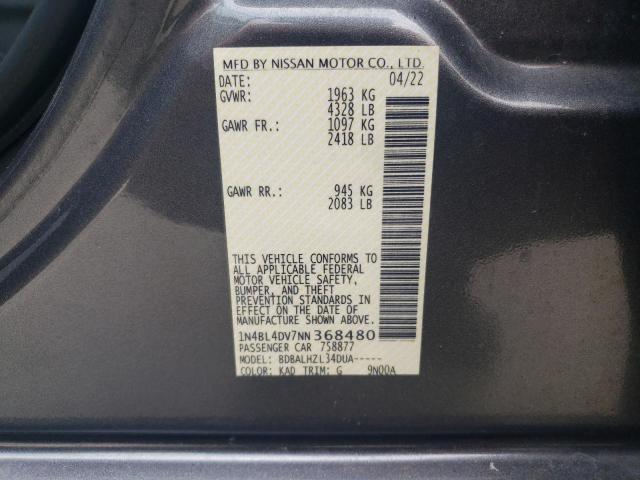 MFD BY NISSAN MOTOR CO., LTD.
DATE: 04/22
GVWR: 1963 KG
4328 LB
GAWR FR.: 1097 KG
2418 LB
GAWR RR.: 945 KG
2083 LB
THIS VEHICLE CONFORMS TO
ALL APPLICABLE FEDERAL
MOTOR VEHICLE SAFETY,
BUMPER, AND THEFT
PREVENTION STANDARDS IN
EFFECT ON THE DATE OF
MANUFACTURE SHOWN ABOVE.
1N4BL4DV7NN368480
PASSENGER CAR 758877
MODEL: BDBALHZL34DUA-----
COLOR: KAD TRIM: G 9N00A